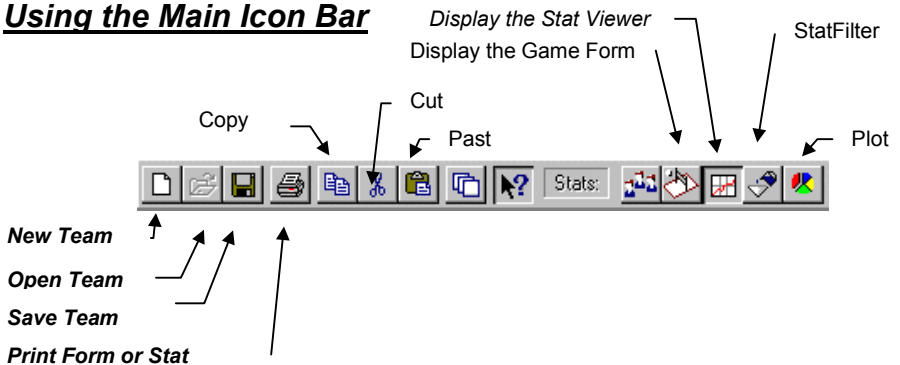 Using the Main Icon Bar
Display the Stat Viewer
StatFilter
Display the Game Form
Cut
Copy
Past
Plot
?
Stats:
New Team
Open Team
Save Team
Print Form or Stat